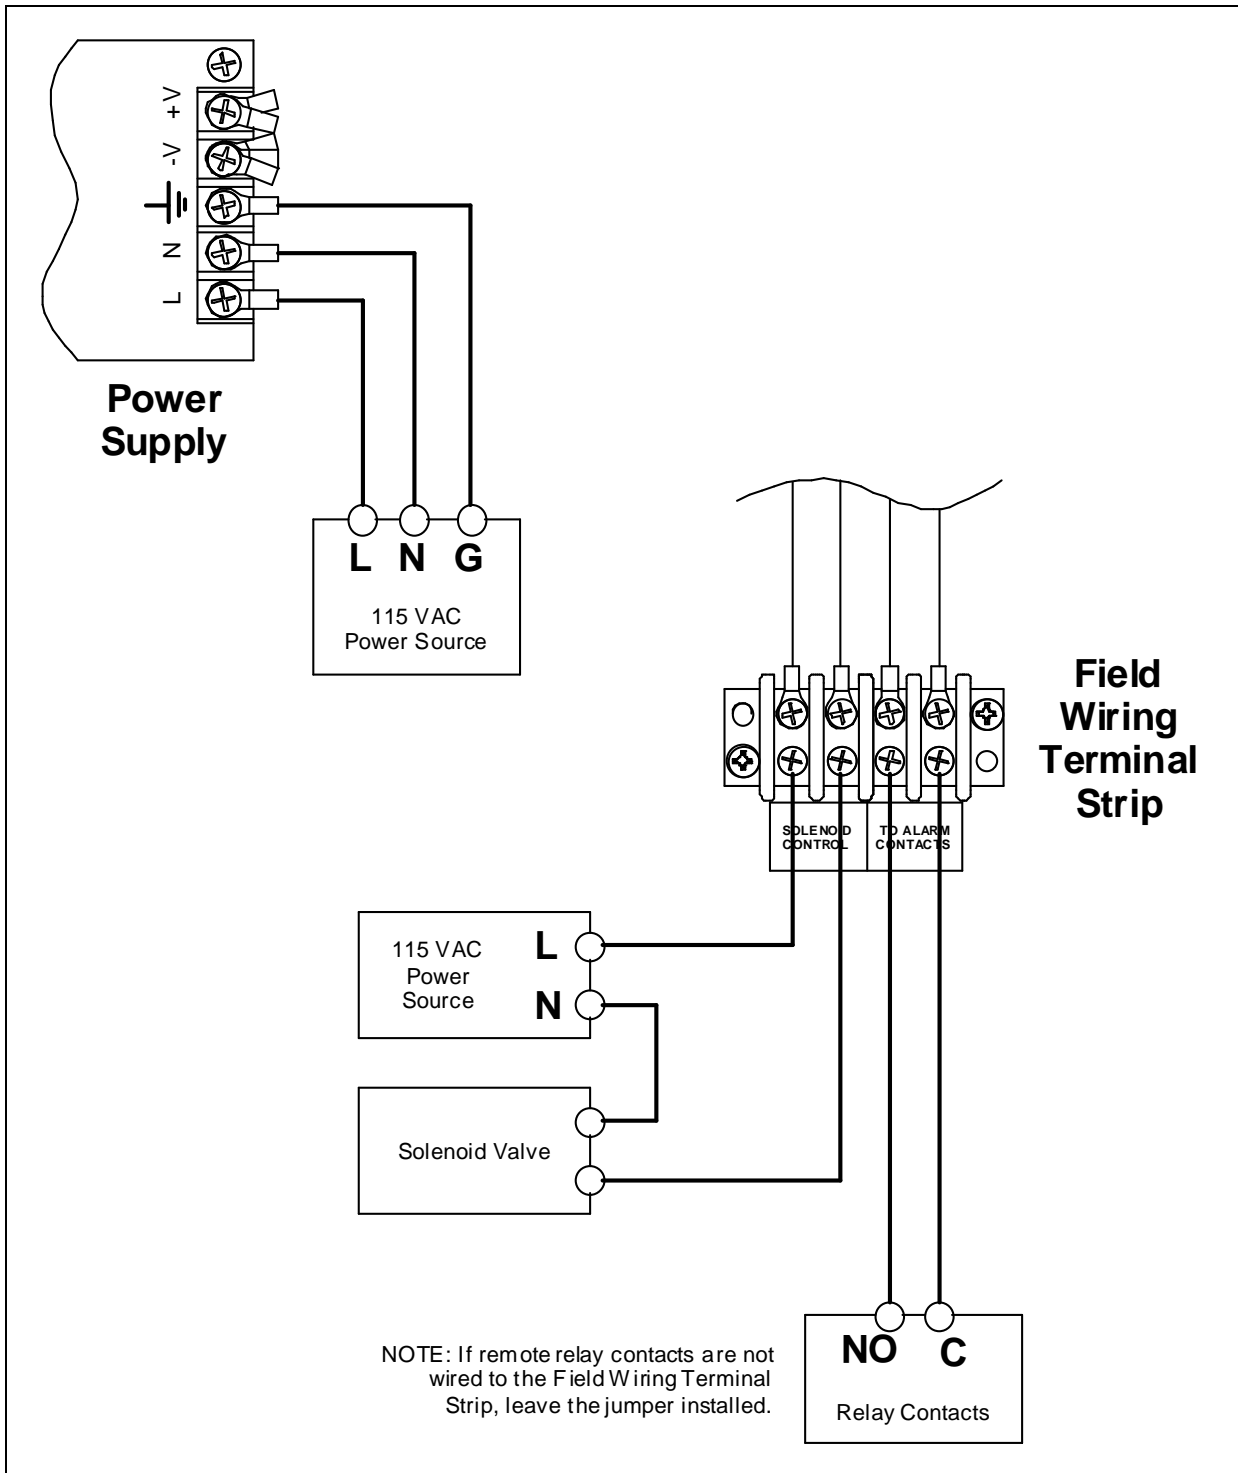 +V
-V
N
L
Power
Supply
L N G
115 VAC
Power Source
Field
Wiring
Terminal
Strip
SOLENOID
CONTROL
TO ALARM
CONTACTS
115 VAC
Power
Source
L
N
Solenoid Valve
NO C
Relay Contacts
NOTE: If remote relay contacts are not
wired to the Field Wiring Terminal
Strip, leave the jumper installed.